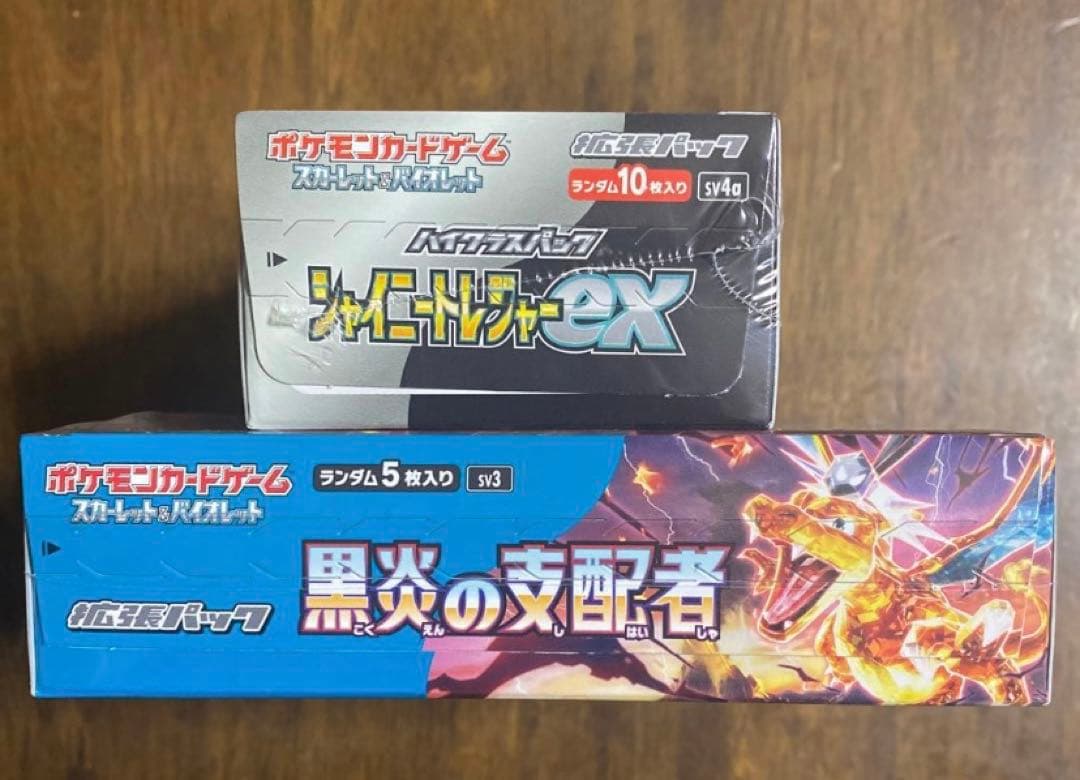 ポケモンカードゲーム
スカーレット&バイオレット
拡張パック
ランダム10枚入り sv4a
ハイクラスパック
シャイニートレジャーex
ポケモンカードゲーム
スカーレット&バイオレット
ランダム5枚入り sv3
黒炎の支配者
こく えん し はい しゃ
拡張パック